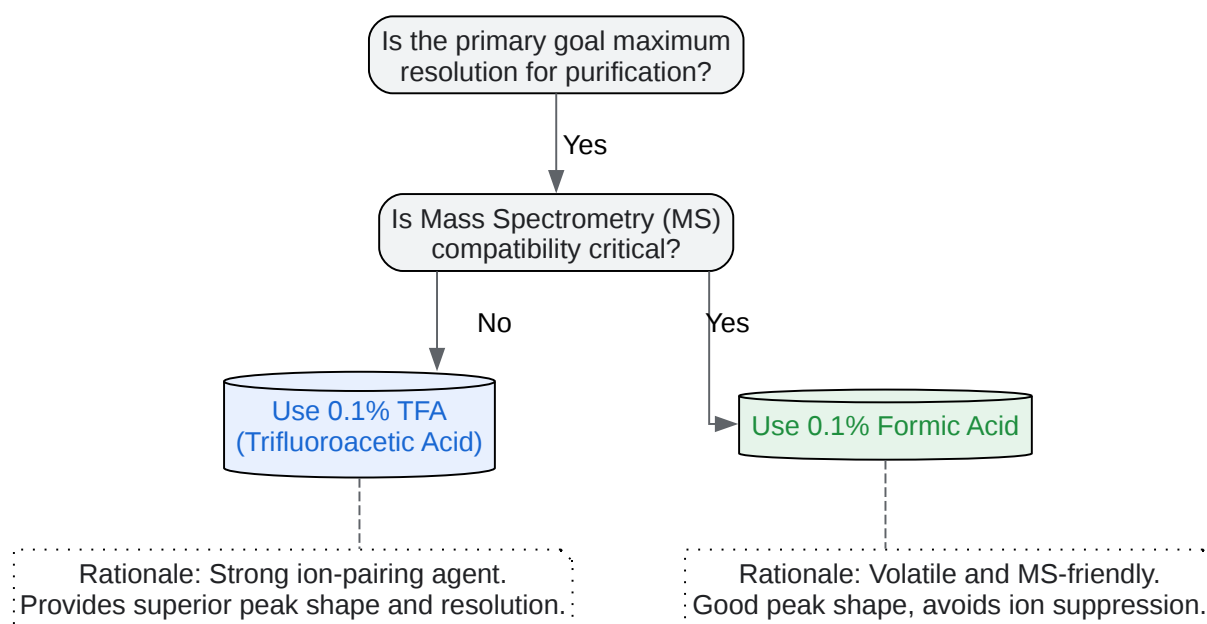 Is the primary goal maximum
resolution for purification?
Yes
Is Mass Spectrometry (MS)
compatibility critical?
No
Yes
Use 0.1% TFA
(Trifluoroacetic Acid)
Use 0.1% Formic Acid
Rationale: Strong ion-pairing agent.
Provides superior peak shape and resolution.
Rationale: Volatile and MS-friendly.
Good peak shape, avoids ion suppression.